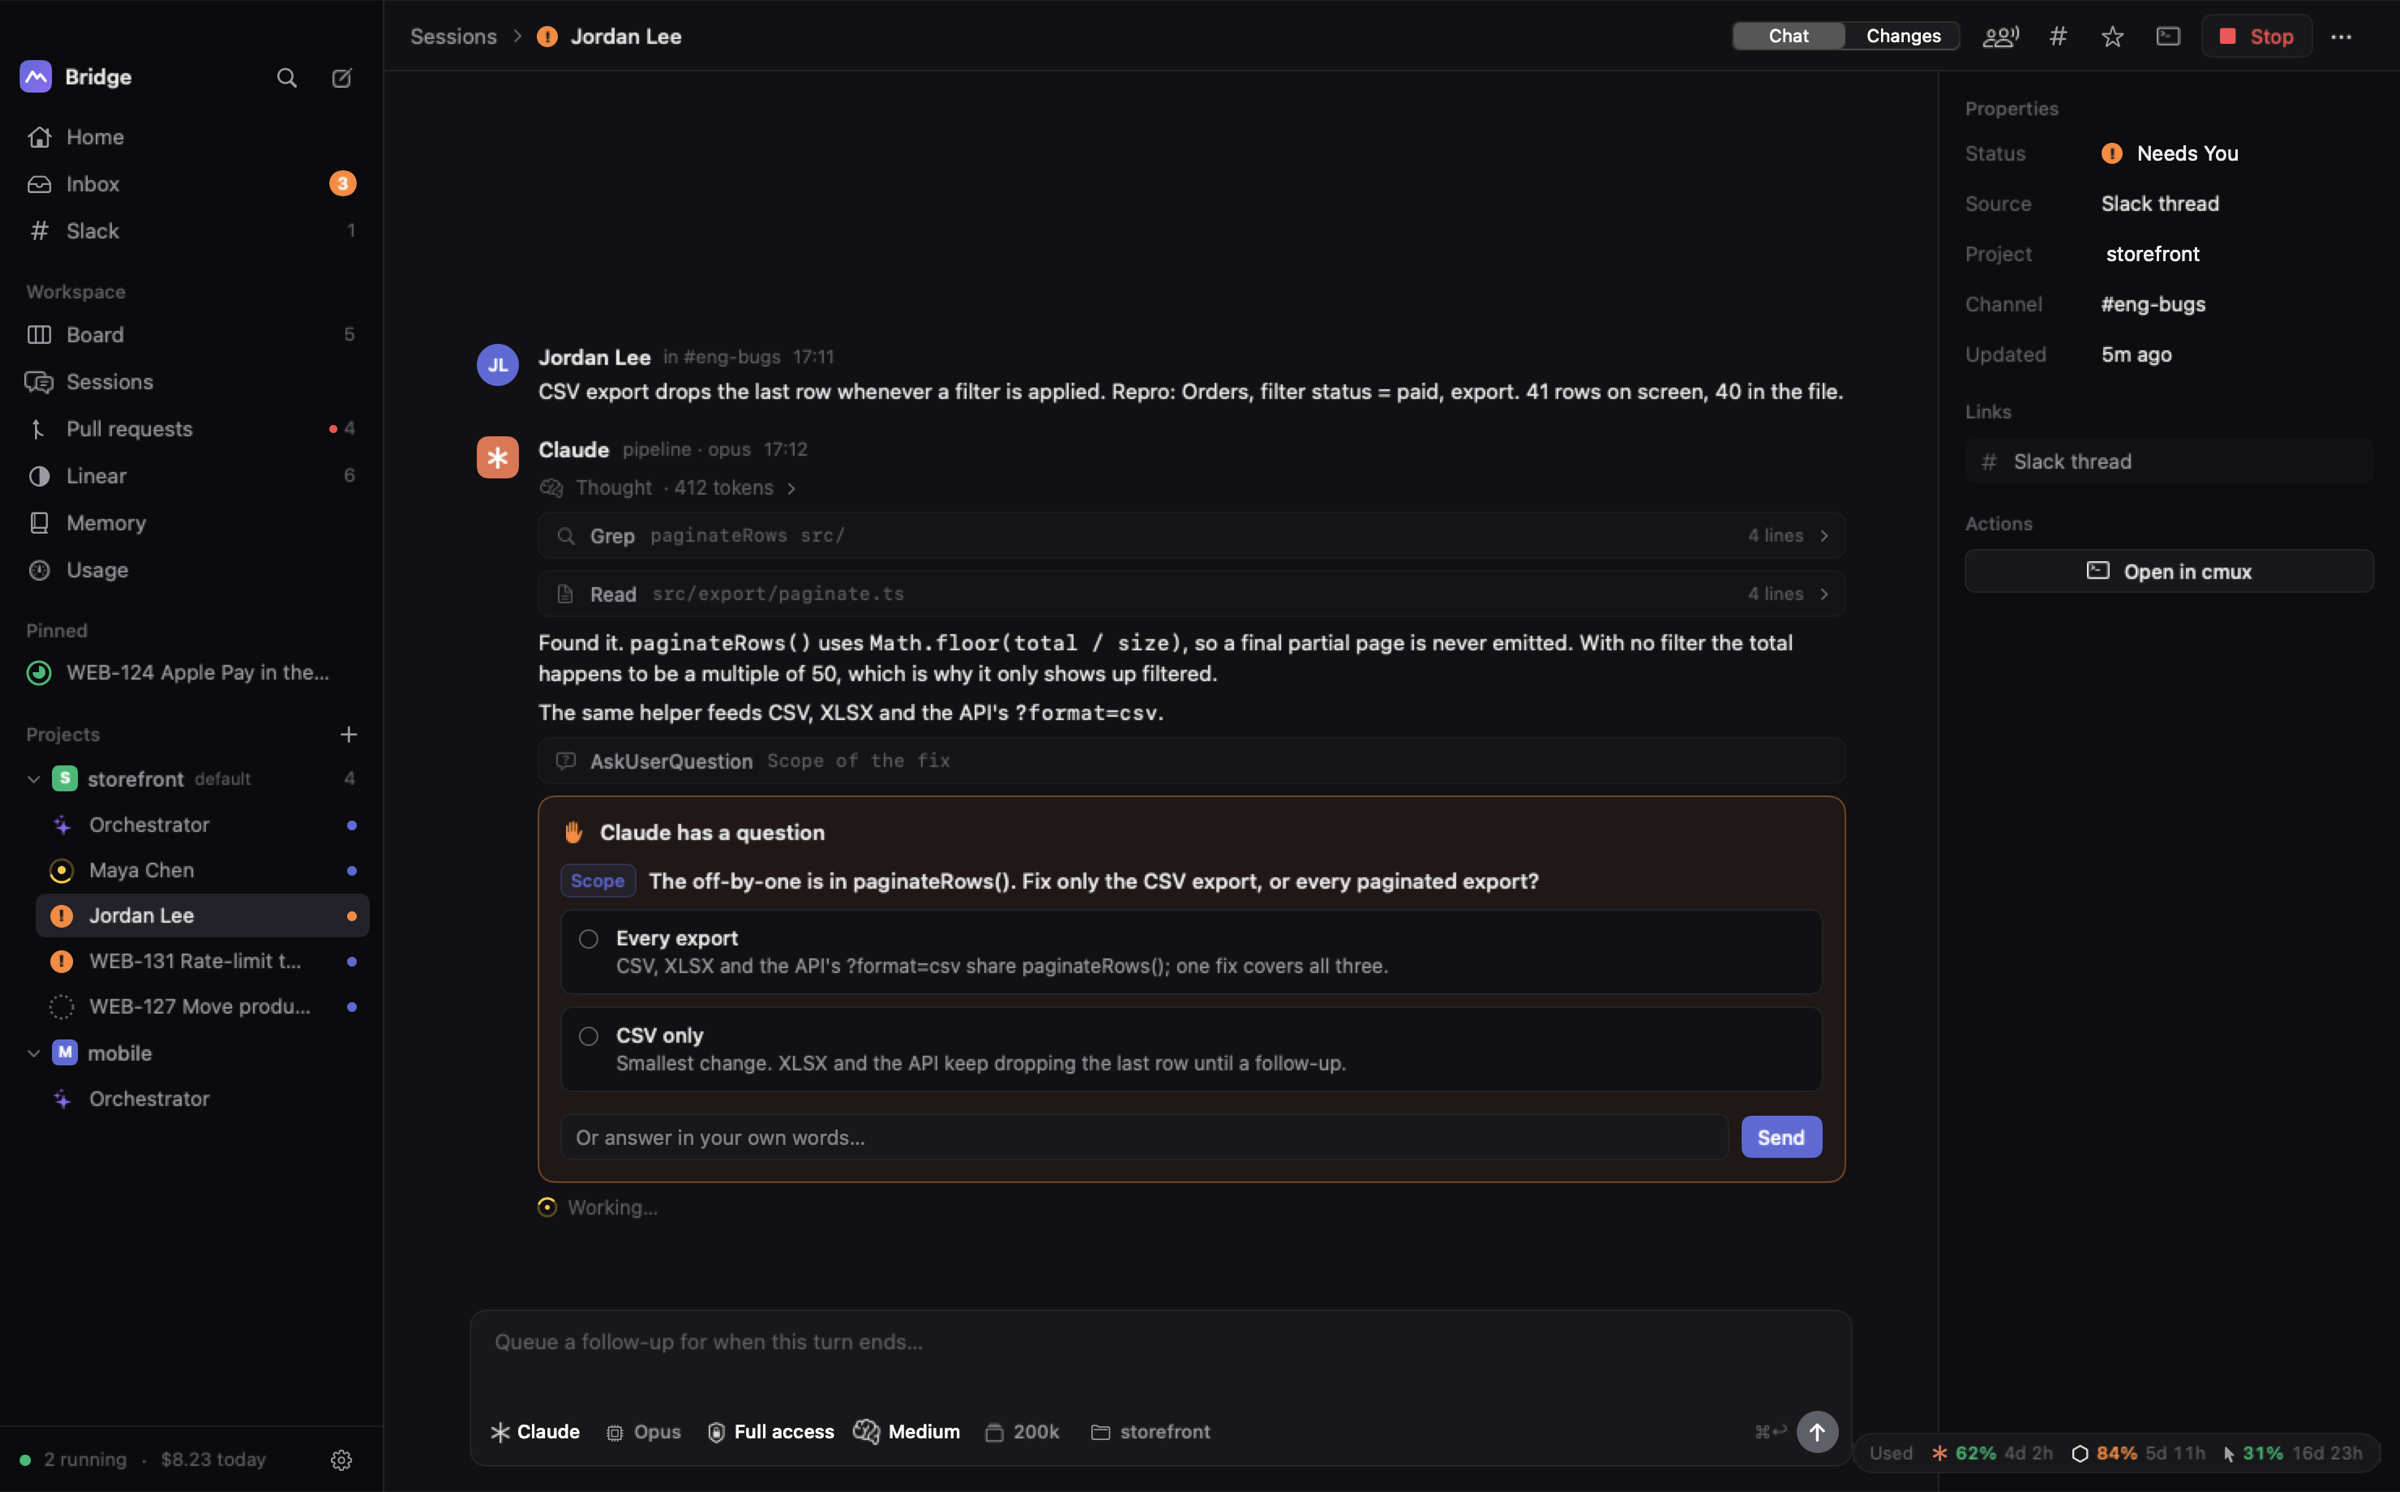 Bridge
Home
Inbox 3
Slack 1
Workspace
Board 5
Sessions
Pull requests 4
Linear 6
Memory
Usage
Pinned
WEB-124 Apple Pay in the...
Projects
S storefront default 4
Orchestrator
Maya Chen
Jordan Lee
WEB-131 Rate-limit t...
WEB-127 Move produ...
M mobile
Orchestrator
2 running · $8.23 today
Sessions > Jordan Lee
Chat Changes
Stop
JL Jordan Lee in #eng-bugs 17:11
CSV export drops the last row whenever a filter is applied. Repro: Orders, filter status = paid, export. 41 rows on screen, 40 in the file.
Claude pipeline · opus 17:12
Thought · 412 tokens >
Grep paginateRows src/ 4 lines >
Read src/export/paginate.ts 4 lines >
Found it. paginateRows() uses Math.floor(total / size), so a final partial page is never emitted. With no filter the total
happens to be a multiple of 50, which is why it only shows up filtered.
The same helper feeds CSV, XLSX and the API's ?format=csv.
AskUserQuestion Scope of the fix
Claude has a question
Scope The off-by-one is in paginateRows(). Fix only the CSV export, or every paginated export?
Every export
CSV, XLSX and the API's ?format=csv share paginateRows(); one fix covers all three.
CSV only
Smallest change. XLSX and the API keep dropping the last row until a follow-up.
Or answer in your own words...
Send
Working...
Queue a follow-up for when this turn ends...
Claude Opus Full access Medium 200k storefront ⌘↩
Properties
Status Needs You
Source Slack thread
Project storefront
Channel #eng-bugs
Updated 5m ago
Links
# Slack thread
Actions
Open in cmux
Used 62% 4d 2h 84% 5d 11h 31% 16d 23h